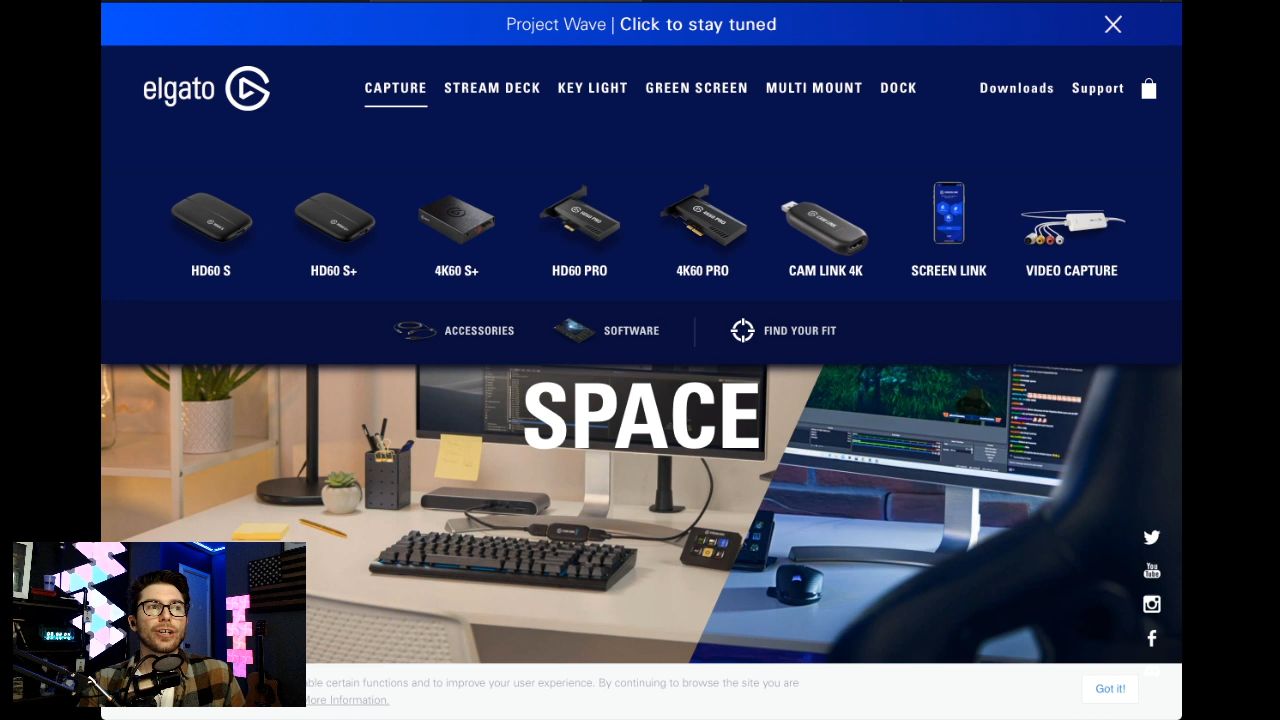 Project Wave | Click to stay tuned
elgato
CAPTURE STREAM DECK KEY LIGHT GREEN SCREEN MULTI MOUNT DOCK Downloads Support
HD60 S HD60 S+ 4K60 S+ HD60 PRO 4K60 PRO CAM LINK 4K SCREEN LINK VIDEO CAPTURE
ACCESSORIES SOFTWARE FIND YOUR FIT
SPACE
You Tube
able certain functions and to improve your user experience. By continuing to browse the site you are
More Information.
Got it!